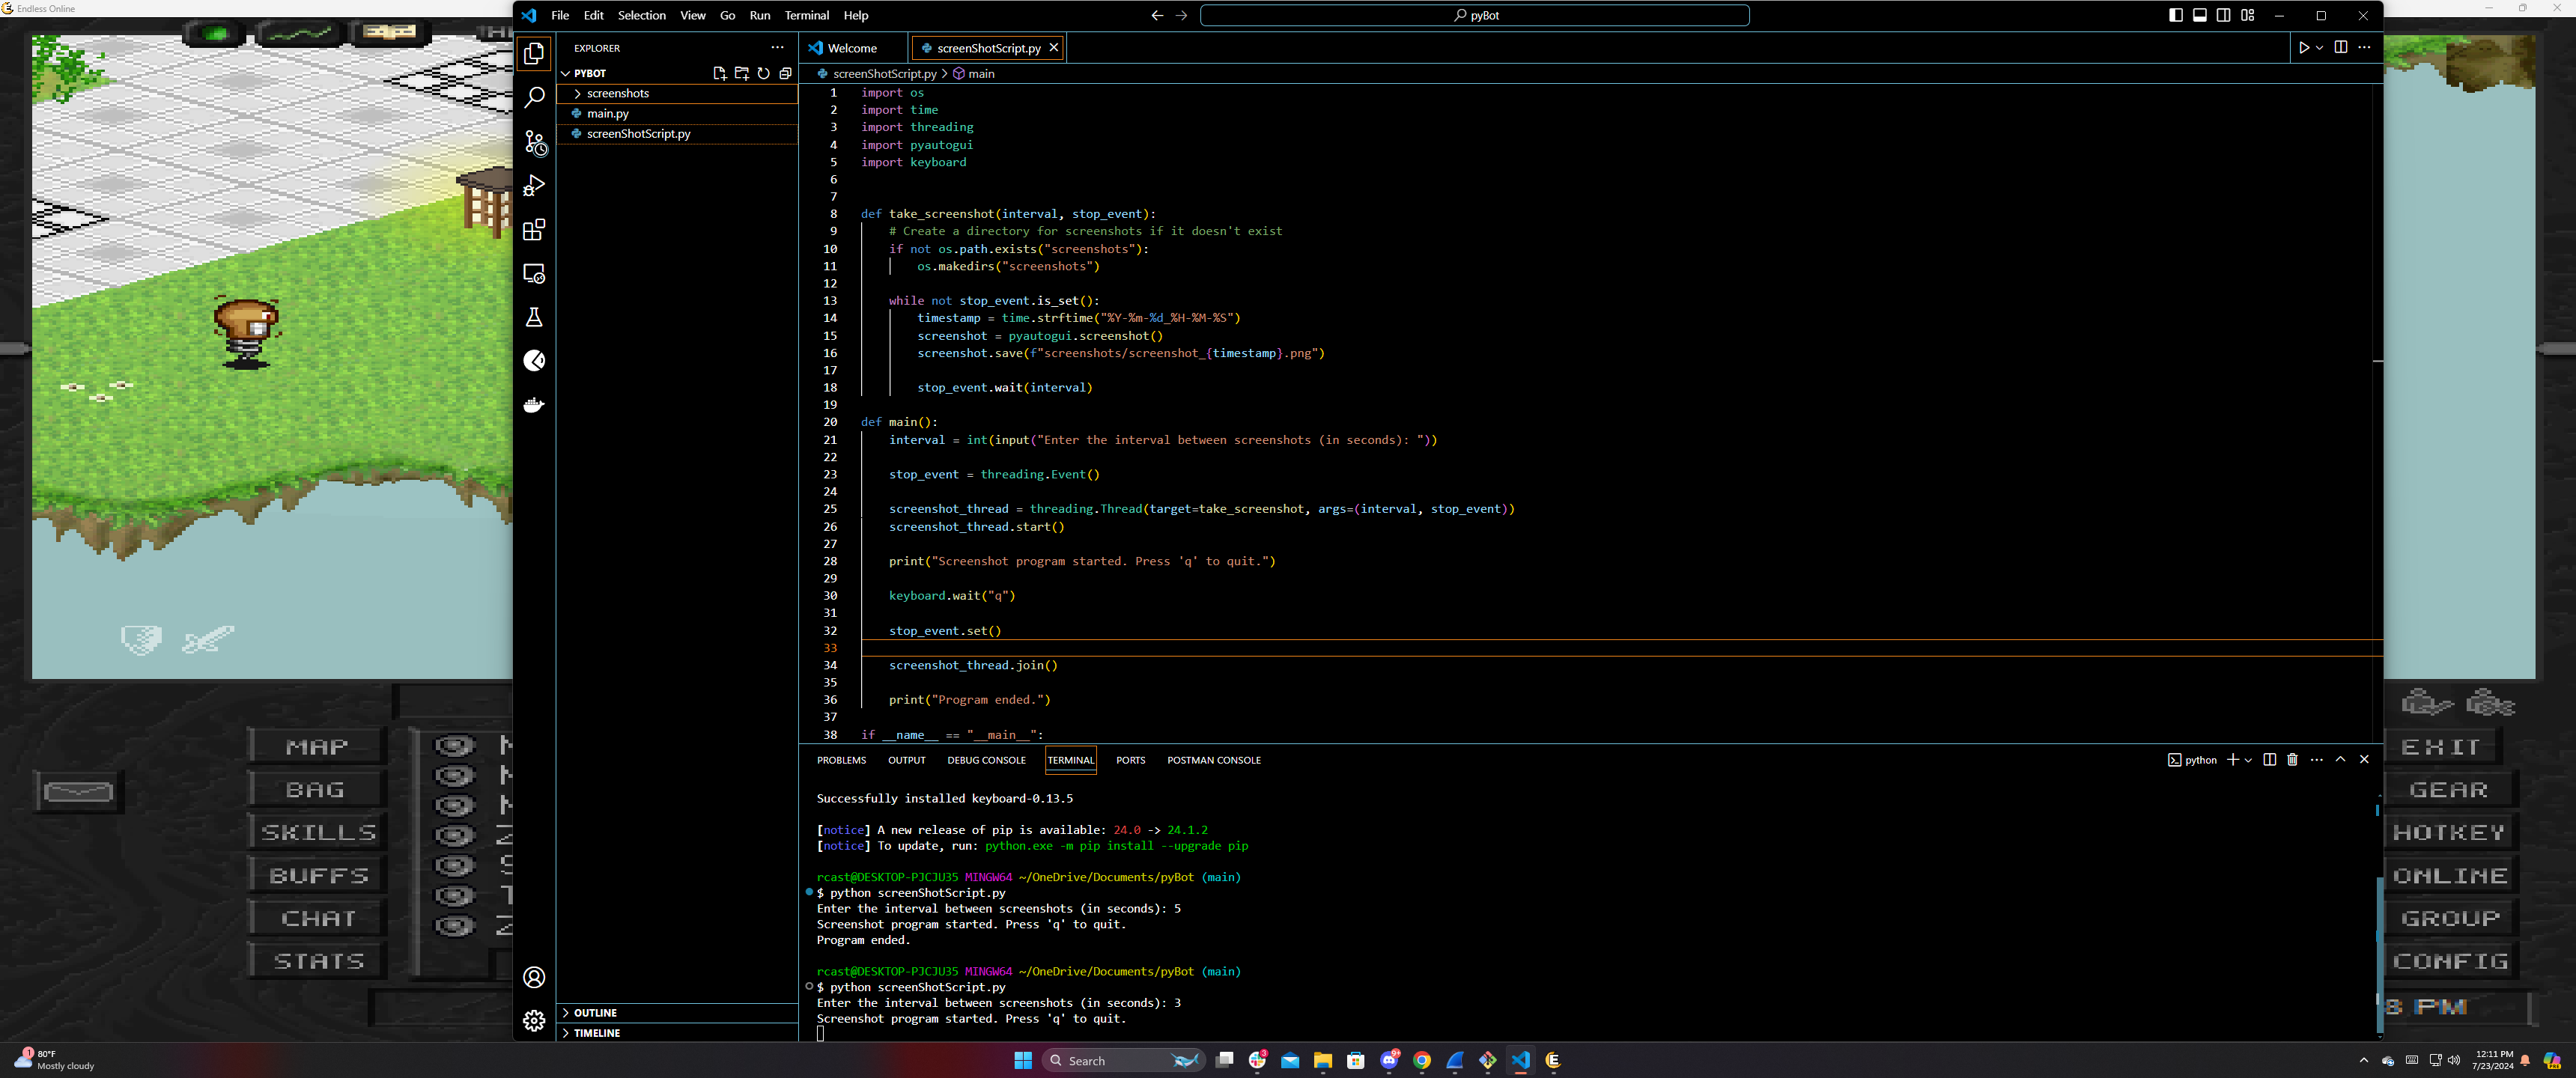 Endless Online
File Edit Selection View Go Run Terminal Help
pyBot
EXPLORER
PYBOT
screenshots
main.py
screenShotScript.py
OUTLINE
TIMELINE
Welcome
screenShotScript.py
screenShotScript.py > main
1 import os
2 import time
3 import threading
4 import pyautogui
5 import keyboard
6
7
8 def take_screenshot(interval, stop_event):
9 # Create a directory for screenshots if it doesn't exist
10 if not os.path.exists("screenshots"):
11 os.makedirs("screenshots")
12
13 while not stop_event.is_set():
14 timestamp = time.strftime("%Y-%m-%d_%H-%M-%S")
15 screenshot = pyautogui.screenshot()
16 screenshot.save(f"screenshots/screenshot_{timestamp}.png")
17
18 stop_event.wait(interval)
19
20 def main():
21 interval = int(input("Enter the interval between screenshots (in seconds): "))
22
23 stop_event = threading.Event()
24
25 screenshot_thread = threading.Thread(target=take_screenshot, args=(interval, stop_event))
26 screenshot_thread.start()
27
28 print("Screenshot program started. Press 'q' to quit.")
29
30 keyboard.wait("q")
31
32 stop_event.set()
33
34 screenshot_thread.join()
35
36 print("Program ended.")
37
38 if __name__ == "__main__":
PROBLEMS OUTPUT DEBUG CONSOLE TERMINAL PORTS POSTMAN CONSOLE
python
Successfully installed keyboard-0.13.5
[notice] A new release of pip is available: 24.0 -> 24.1.2
[notice] To update, run: python.exe -m pip install --upgrade pip
rcast@DESKTOP-PJCJU35 MINGW64 ~/OneDrive/Documents/pyBot (main)
$ python screenShotScript.py
Enter the interval between screenshots (in seconds): 5
Screenshot program started. Press 'q' to quit.
Program ended.
rcast@DESKTOP-PJCJU35 MINGW64 ~/OneDrive/Documents/pyBot (main)
$ python screenShotScript.py
Enter the interval between screenshots (in seconds): 3
Screenshot program started. Press 'q' to quit.
MAP
BAG
SKILLS
BUFFS
CHAT
STATS
EXIT
GEAR
HOTKEY
ONLINE
GROUP
CONFIG
8 PM
1
80°F
Mostly cloudy
Search
3
9+
12:11 PM
7/23/2024